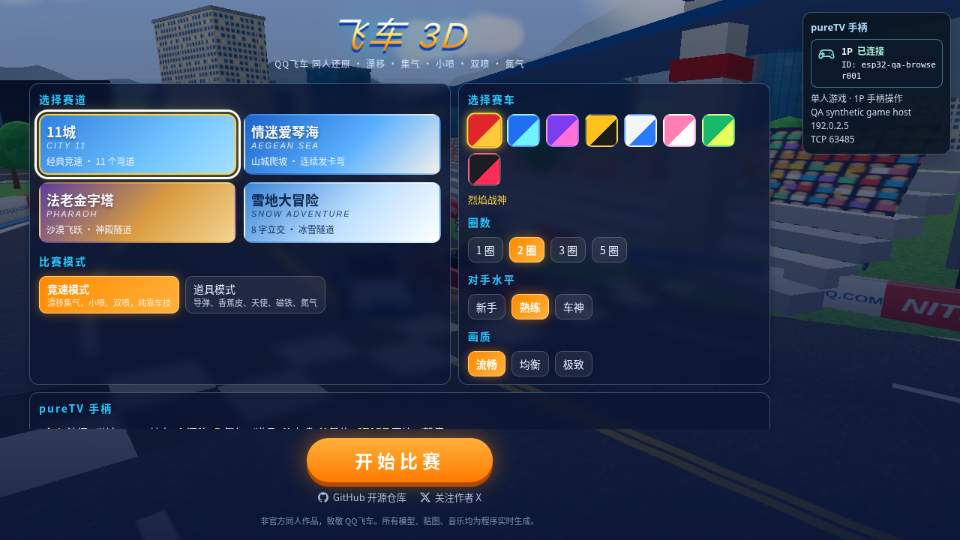 飞车 3D
QQ飞车 同人还原 • 漂移 • 集气 • 小喷 • 双喷 • 氮气
选择赛道
11城
CITY 11
经典竞速 • 11 个弯道
情迷爱琴海
AEGEAN SEA
山城爬坡 • 连续发卡弯
法老金字塔
PHARAOH
沙漠飞跃 • 神殿隧道
雪地大冒险
SNOW ADVENTURE
8 字立交 • 冰雪隧道
比赛模式
竞速模式
漂移集气、小喷、双喷，纯靠车技
道具模式
导弹、香蕉皮、天使、磁铁、氮气
选择赛车
烈焰战神
圈数
1 圈
2 圈
3 圈
5 圈
对手水平
新手
熟练
车神
画质
流畅
均衡
极致
pureTV 手柄
1P 已连接
ID: esp32-qa-browse
r001
单人游戏 · 1P 手柄操作
QA synthetic game host
192.0.2.5
TCP 63485
Q.COM
NIT
pureTV 手柄
开始比赛
GitHub 开源仓库
关注作者 X
非官方同人作品，致敬 QQ飞车。所有模型、贴图、音乐均为程序实时生成。